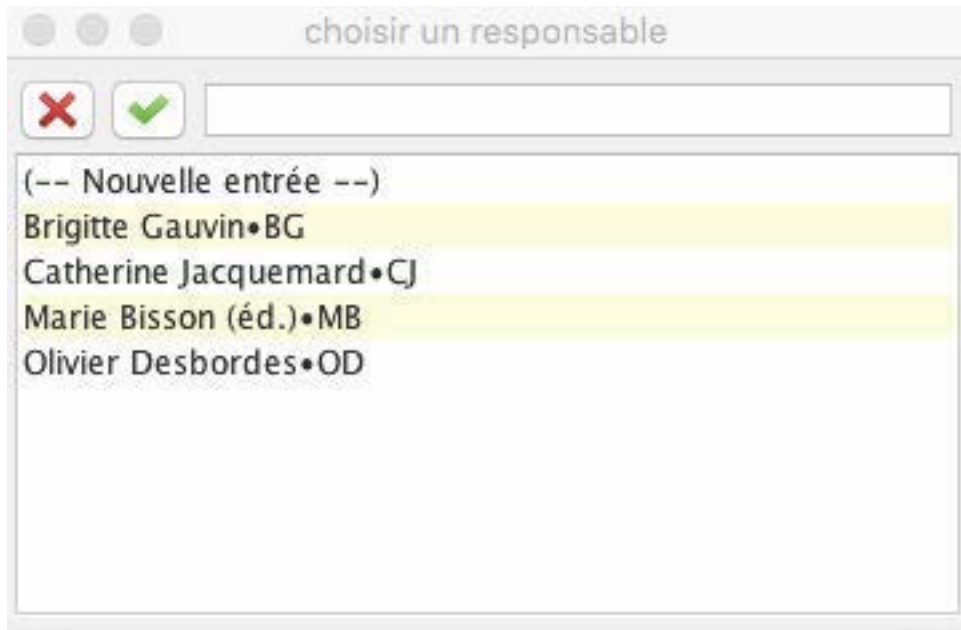 choisir un responsable
(-- Nouvelle entrée --)
Brigitte Gauvin•BG
Catherine Jacquemard•CJ
Marie Bisson (éd.)•MB
Olivier Desbordes•OD